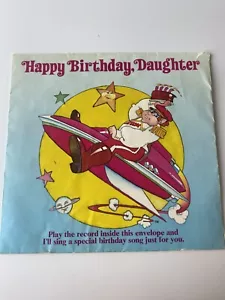 Happy Birthday, Daughter
Play the record inside this envelope and
I'll sing a special birthday song just for you.